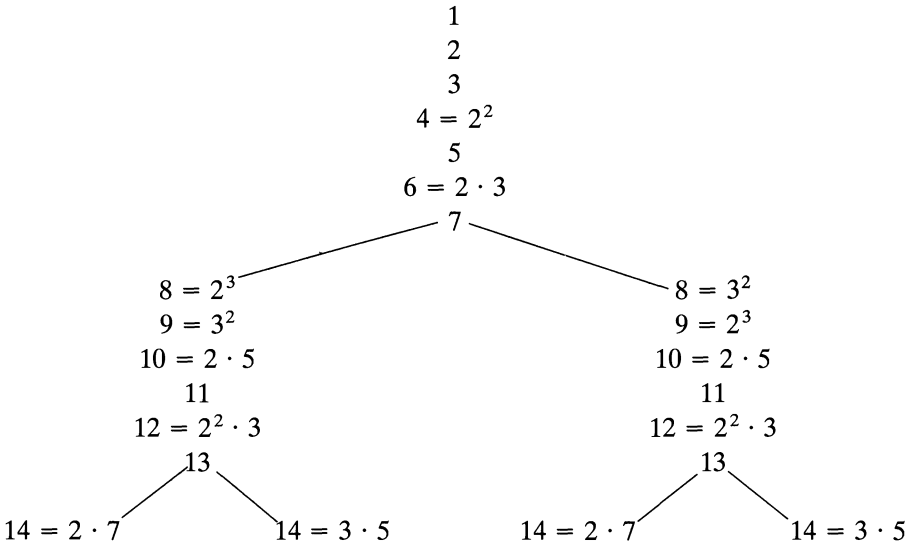 1
2
3
4 = 2²
5
6 = 2 · 3
7
8 = 2³
8 = 3²
9 = 3²
9 = 2³
10 = 2 · 5
10 = 2 · 5
11
11
12 = 2² · 3
12 = 2² · 3
13
13
14 = 2 · 7
14 = 3 · 5
14 = 2 · 7
14 = 3 · 5